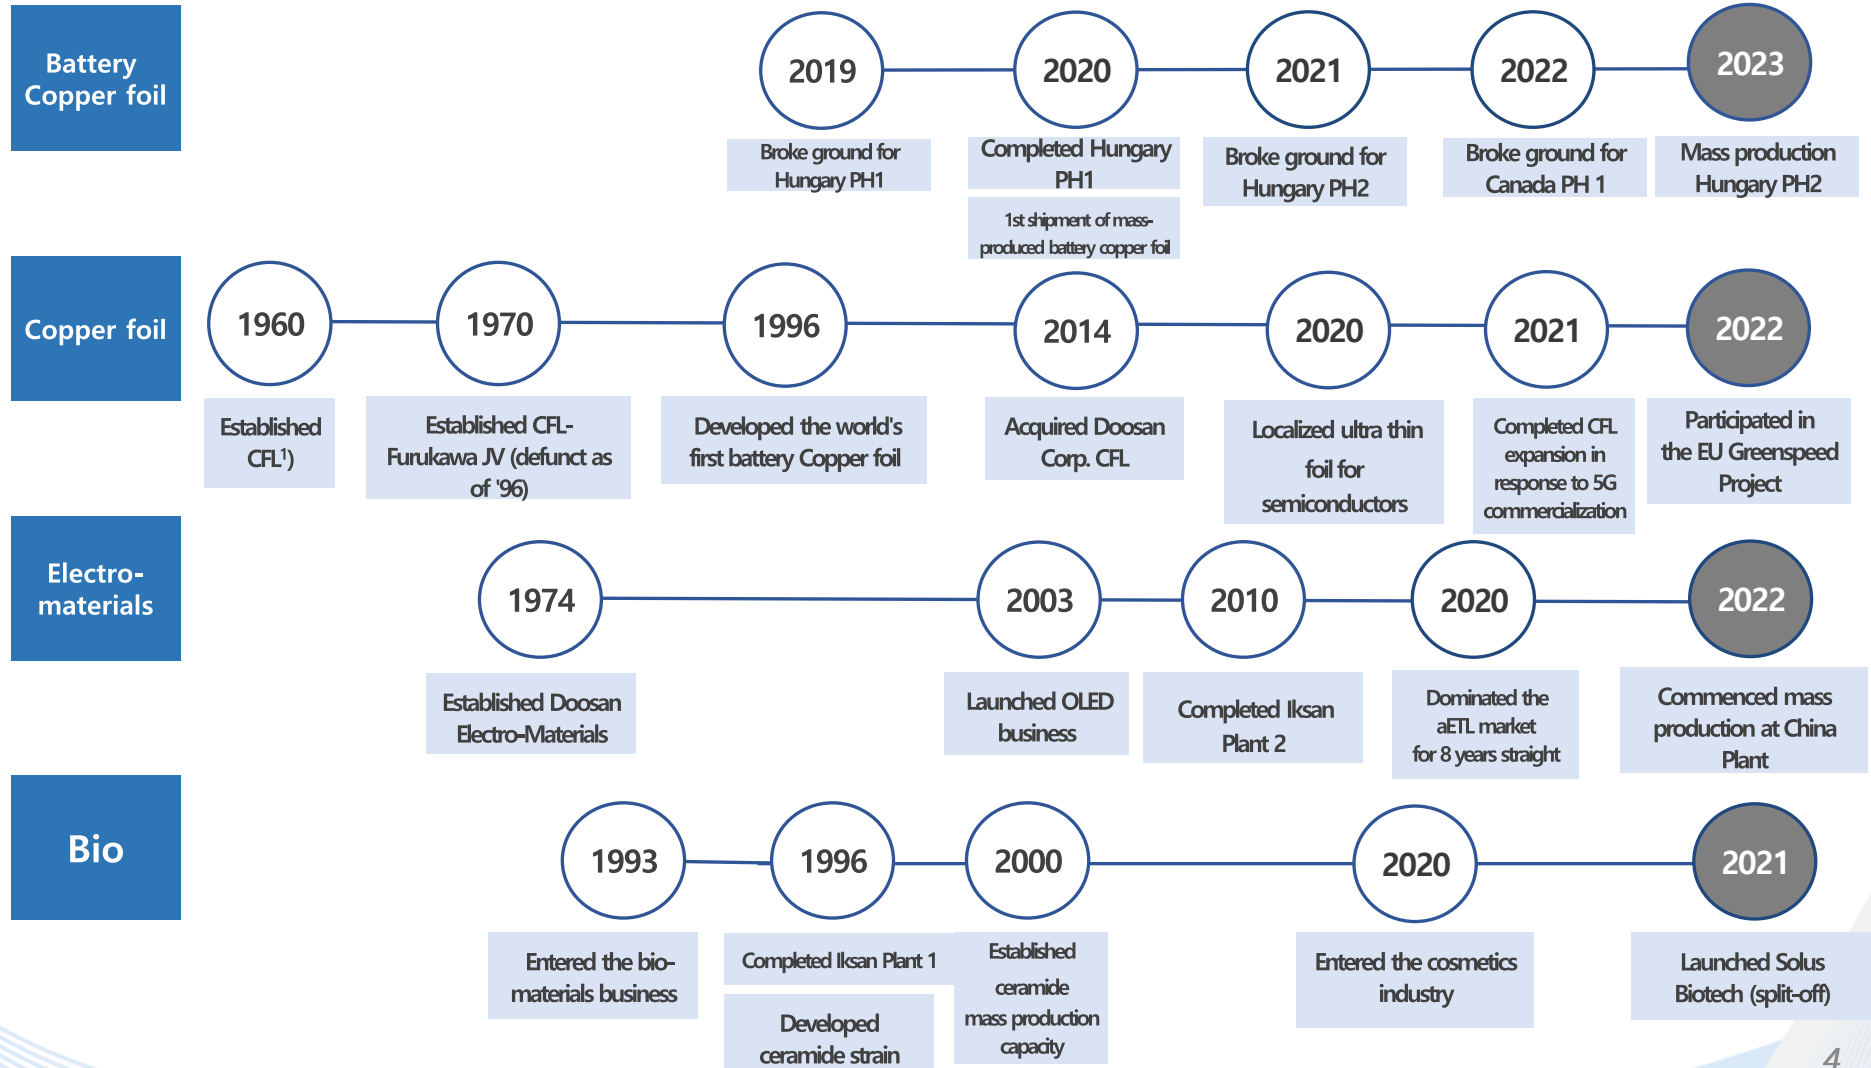 Battery
Copper foil
2019
2020
2021
2022
2023
Broke ground for
Hungary PH1
Completed Hungary
PH1
1st shipment of mass-
produced battery copper foil
Broke ground for
Hungary PH2
Broke ground for
Canada PH 1
Mass production
Hungary PH2
Copper foil
1960
1970
1996
2014
2020
2021
2022
Established
CFL¹)
Established CFL-
Furukawa JV (defunct as
of '96)
Developed the world's
first battery Copper foil
Acquired Doosan
Corp. CFL
Localized ultra thin
foil for
semiconductors
Completed CFL
expansion in
response to 5G
commercialization
Participated in
the EU Greenspeed
Project
Electro-
materials
1974
2003
2010
2020
2022
Established Doosan
Electro-Materials
Launched OLED
business
Completed Iksan
Plant 2
Dominated the
aETL market
for 8 years straight
Commenced mass
production at China
Plant
Bio
1993
1996
2000
2020
2021
Entered the bio-
materials business
Completed Iksan Plant 1
Developed
ceramide strain
Established
ceramide
mass production
capacity
Entered the cosmetics
industry
Launched Solus
Biotech (split-off)
4